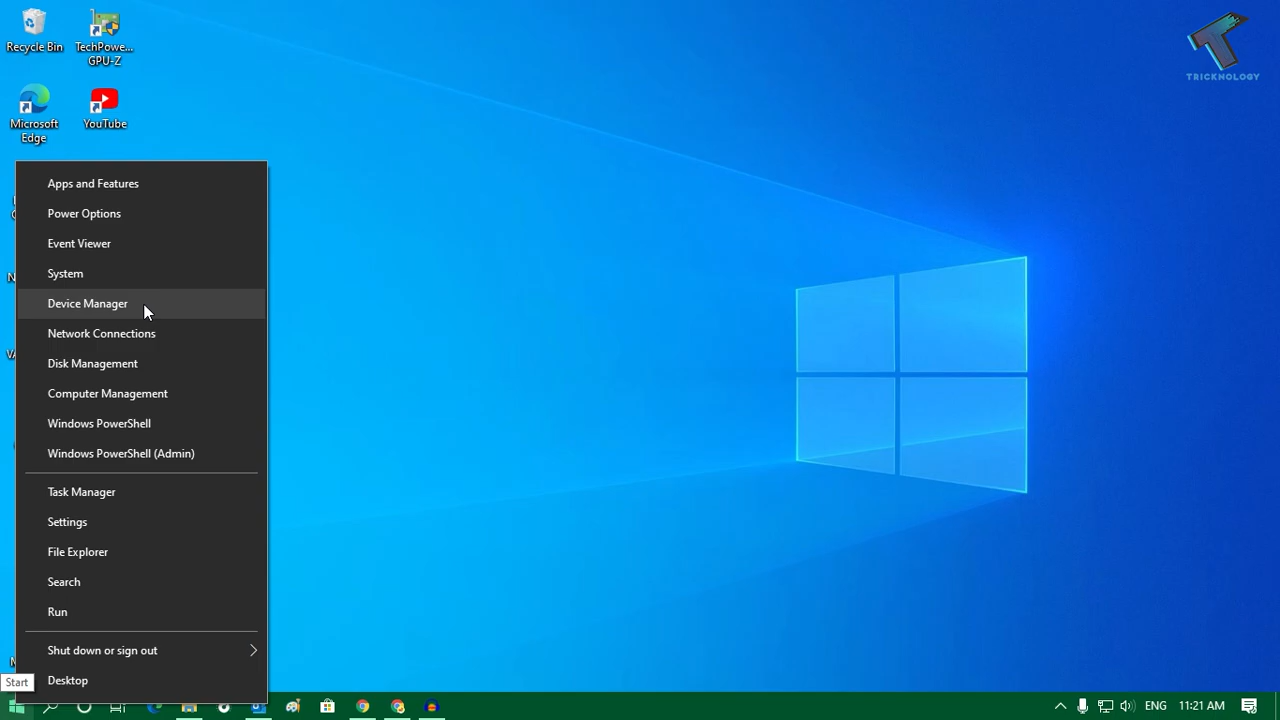 Recycle Bin
TechPowe...
GPU-Z
TRICKNOLOGY
Microsoft
Edge
YouTube
Apps and Features
Power Options
Event Viewer
System
Device Manager
Network Connections
Disk Management
Computer Management
Windows PowerShell
Windows PowerShell (Admin)
Task Manager
Settings
File Explorer
Search
Run
Shut down or sign out
Desktop
Start
ENG
11:21 AM